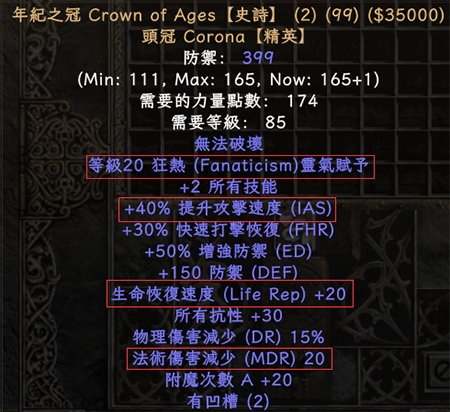 年紀之冠 Crown of Ages【史詩】 (2) (99) ($35000)
頭冠 Corona【精英】
防禦: 399
(Min: 111, Max: 165, Now: 165+1)
需要的力量點數: 174
需要等級: 85
無法破壞
等級20 狂熱 (Fanaticism)靈氣賦予
+2 所有技能
+40% 提升攻擊速度 (IAS)
+30% 快速打擊恢復 (FHR)
+50% 增強防禦 (ED)
+150 防禦 (DEF)
生命恢復速度 (Life Rep) +20
所有抗性 +30
物理傷害減少 (DR) 15%
法術傷害減少 (MDR) 20
附魔次數 A +20
有凹槽 (2)